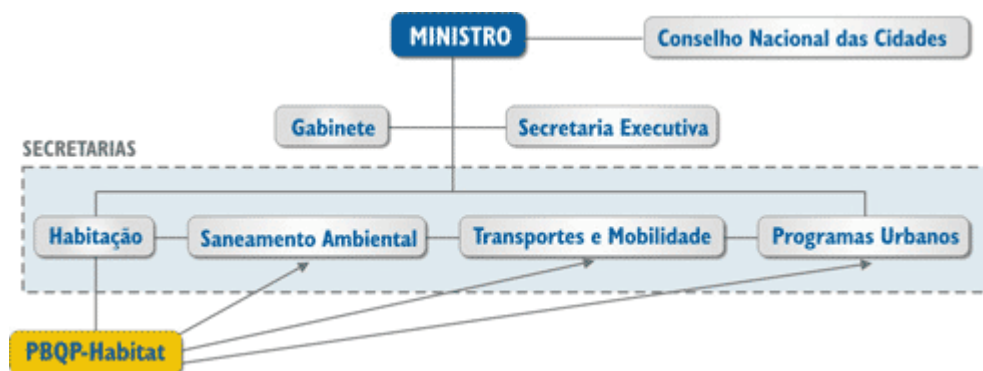 MINISTRO
Conselho Nacional das Cidades
Gabinete
Secretaria Executiva
SECRETARIAS
Habitação
Saneamento Ambiental
Transportes e Mobilidade
Programas Urbanos
PBQP-Habitat